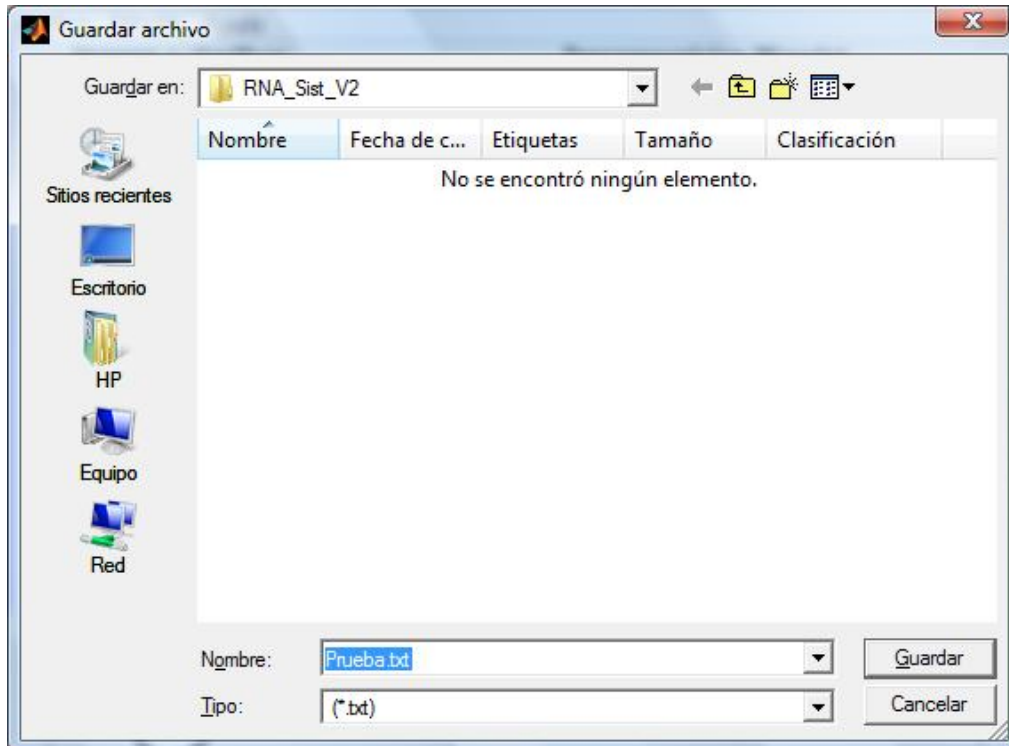 Guardar archivo
Guardar en: RNA_Sist_V2
Nombre Fecha de c... Etiquetas Tamaño Clasificación
No se encontró ningún elemento.
Sitios recientes
Escritorio
HP
Equipo
Red
Nombre: Prueba.txt Guardar
Tipo: (*.txt) Cancelar